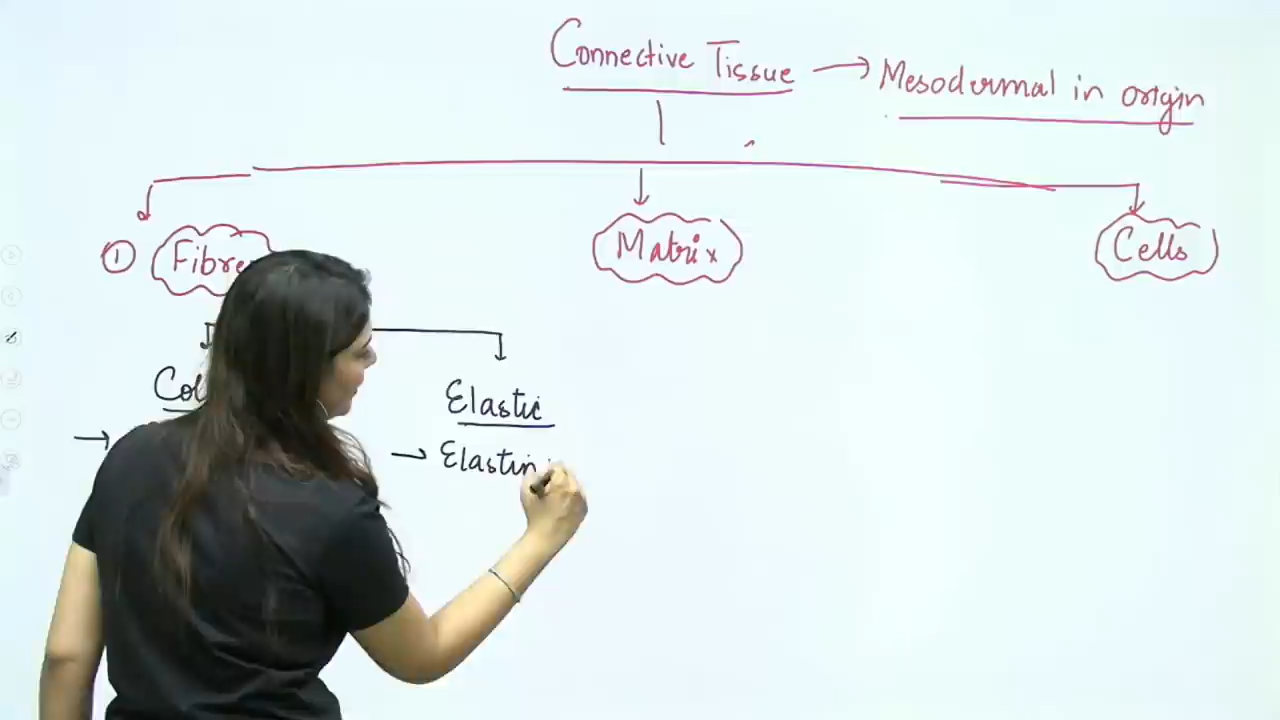 Connective Tissue → Mesodermal in origin
① Fibre
Matrix
Cells
Elastic
→ Elastin